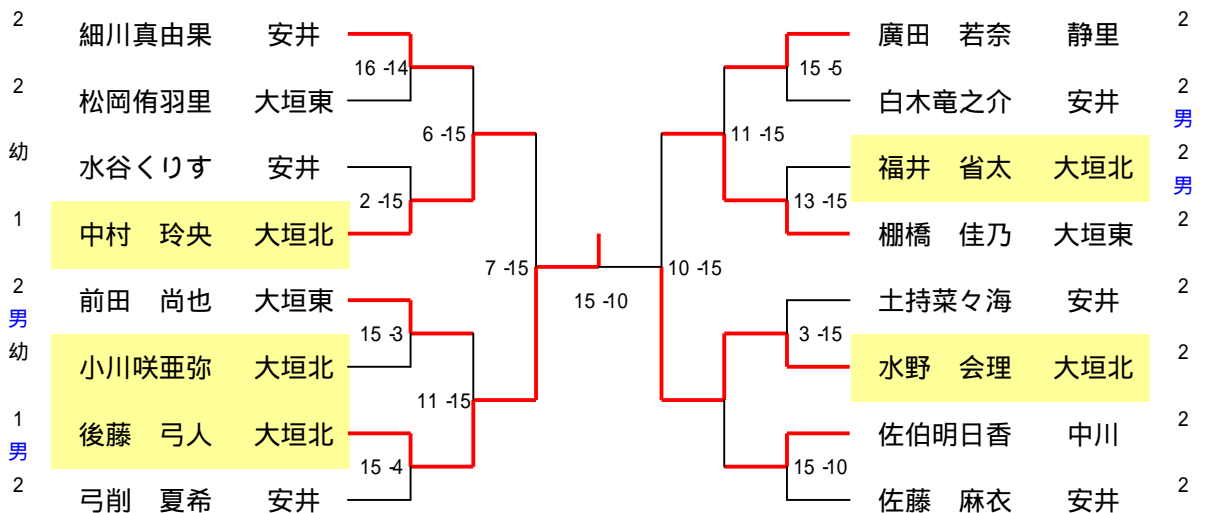 2 細川真由果 安井
16 -14
2 松岡侑羽里 大垣東
6 -15
幼 水谷くりす 安井
2 -15
1 中村 玲央 大垣北
7 -15
2 男 前田 尚也 大垣東
15 -3
幼 小川咲亜弥 大垣北
11 -15
1 男 後藤 弓人 大垣北
15 -4
2 弓削 夏希 安井
15 -10
廣田 若奈 静里 2
15 -5
白木竜之介 安井 2 男
11 -15
福井 省太 大垣北 2 男
13 -15
棚橋 佳乃 大垣東 2
10 -15
土持菜々海 安井 2
3 -15
水野 会理 大垣北 2
佐伯明日香 中川 2
15 -10
佐藤 麻衣 安井 2